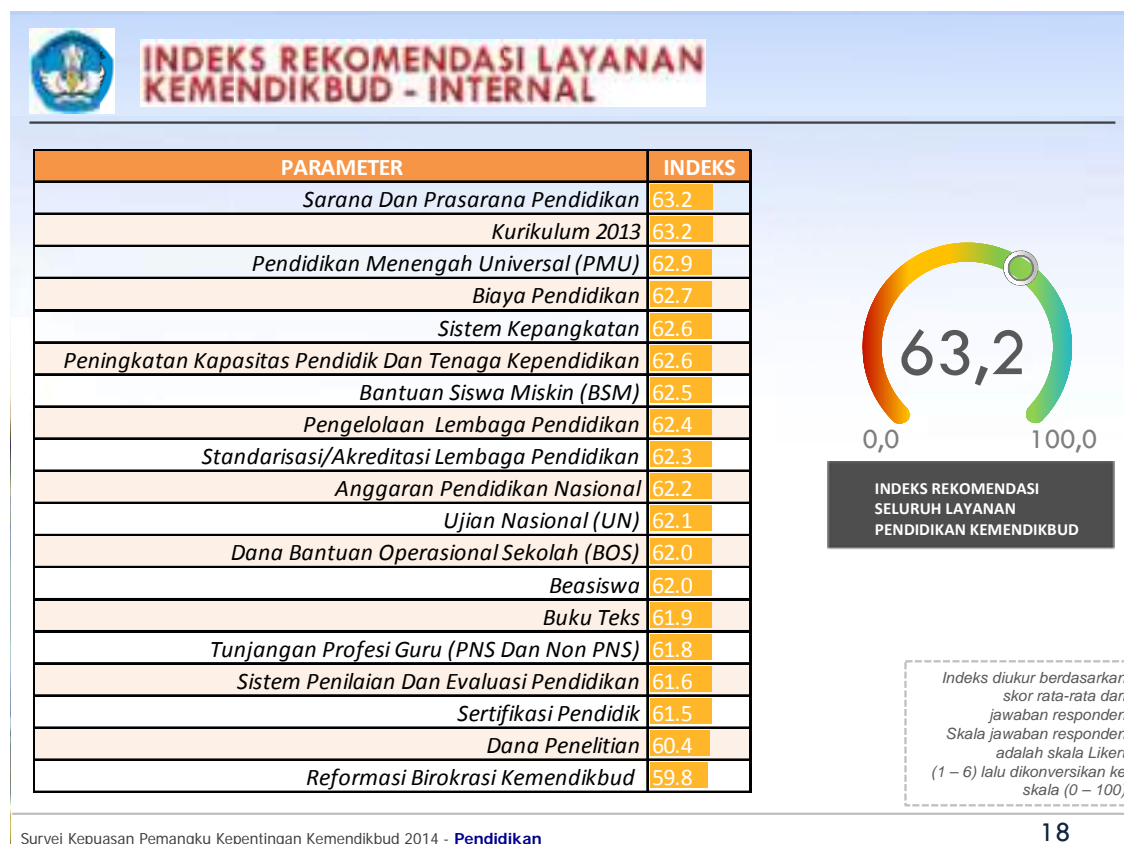 INDEKS REKOMENDASI LAYANAN
KEMENDIKBUD - INTERNAL
PARAMETER INDEKS
Sarana Dan Prasarana Pendidikan 63.2
Kurikulum 2013 63.2
Pendidikan Menengah Universal (PMU) 62.9
Biaya Pendidikan 62.7
Sistem Kepangkatan 62.6
Peningkatan Kapasitas Pendidik Dan Tenaga Kependidikan 62.6
Bantuan Siswa Miskin (BSM) 62.5
Pengelolaan Lembaga Pendidikan 62.4
Standarisasi/Akreditasi Lembaga Pendidikan 62.3
Anggaran Pendidikan Nasional 62.2
Ujian Nasional (UN) 62.1
Dana Bantuan Operasional Sekolah (BOS) 62.0
Beasiswa 62.0
Buku Teks 61.9
Tunjangan Profesi Guru (PNS Dan Non PNS) 61.8
Sistem Penilaian Dan Evaluasi Pendidikan 61.6
Sertifikasi Pendidik 61.5
Dana Penelitian 60.4
Reformasi Birokrasi Kemendikbud 59.8
63,2
0,0 100,0
INDEKS REKOMENDASI
SELURUH LAYANAN
PENDIDIKAN KEMENDIKBUD
Indeks diukur berdasarkan
skor rata-rata dari
jawaban responden
Skala jawaban responden
adalah skala Likert
(1 – 6) lalu dikonversikan ke
skala (0 – 100)
Survei Kepuasan Pemangku Kepentingan Kemendikbud 2014 - Pendidikan
18